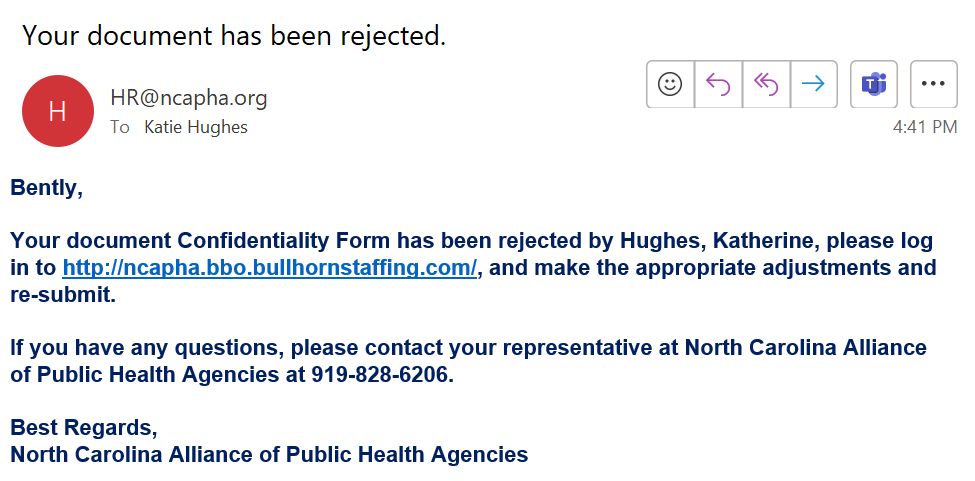 Your document has been rejected.
H
HR@ncapha.org
To Katie Hughes
4:41 PM
Bently,
Your document Confidentiality Form has been rejected by Hughes, Katherine, please log
in to http://ncapha.bbo.bullhornstaffing.com/, and make the appropriate adjustments and
re-submit.
If you have any questions, please contact your representative at North Carolina Alliance
of Public Health Agencies at 919-828-6206.
Best Regards,
North Carolina Alliance of Public Health Agencies